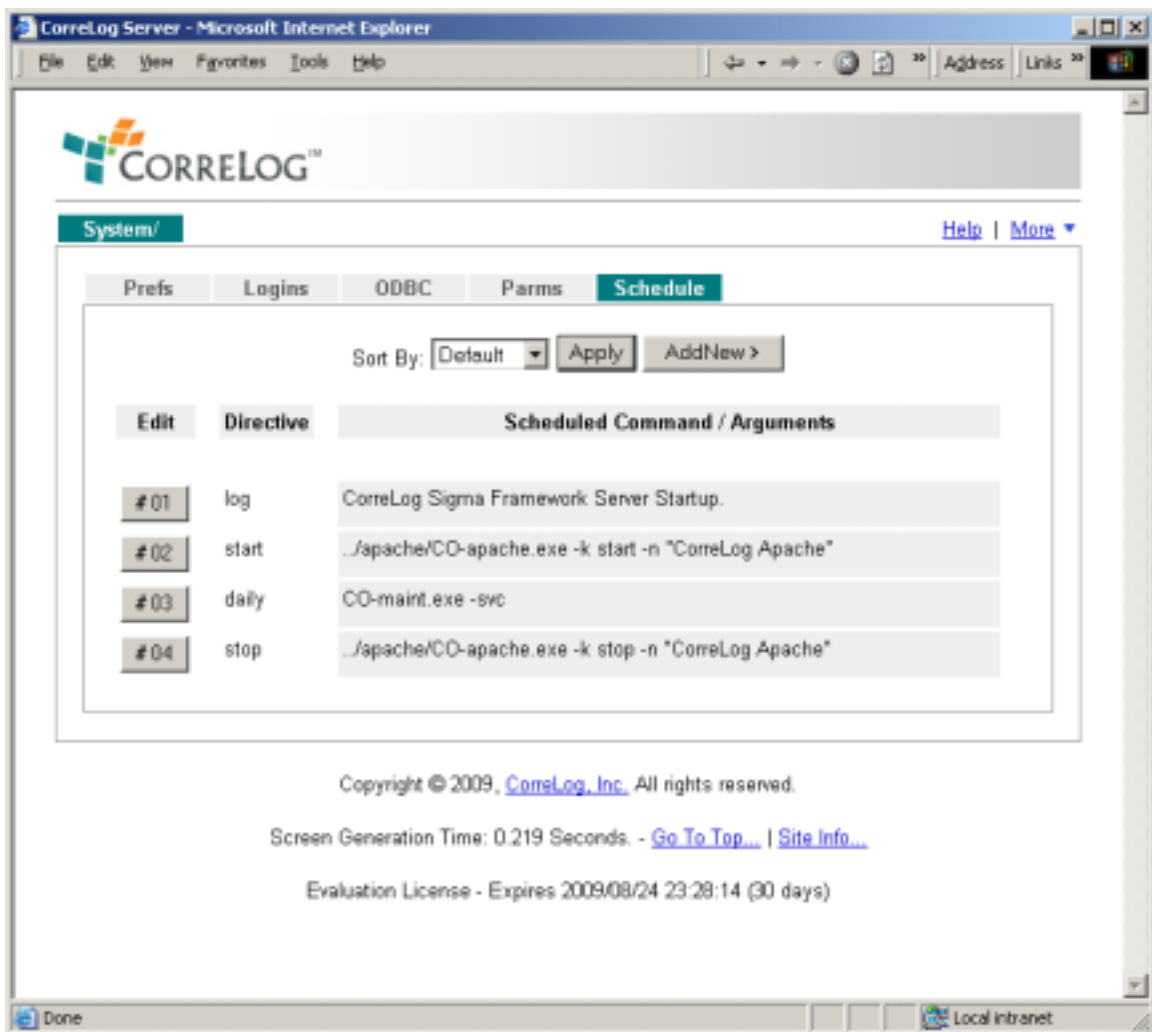 CorreLog Server - Microsoft Internet Explorer
File Edit View Favorites Tools Help Address Links »
CORRELOG™
System/ Help | More
Prefs Logins ODBC Parms Schedule
Sort By: Default Apply AddNew >
Edit Directive Scheduled Command / Arguments
#01 log CorreLog Sigma Framework Server Startup.
#02 start ../apache/CO-apache.exe -k start -n "CorreLog Apache"
#03 daily CO-maint.exe -svc
#04 stop ../apache/CO-apache.exe -k stop -n "CorreLog Apache"
Copyright © 2009, CorreLog, Inc. All rights reserved.
Screen Generation Time: 0.219 Seconds. - Go To Top... | Site Info...
Evaluation License - Expires 2009/08/24 23:28:14 (30 days)
Done Local intranet